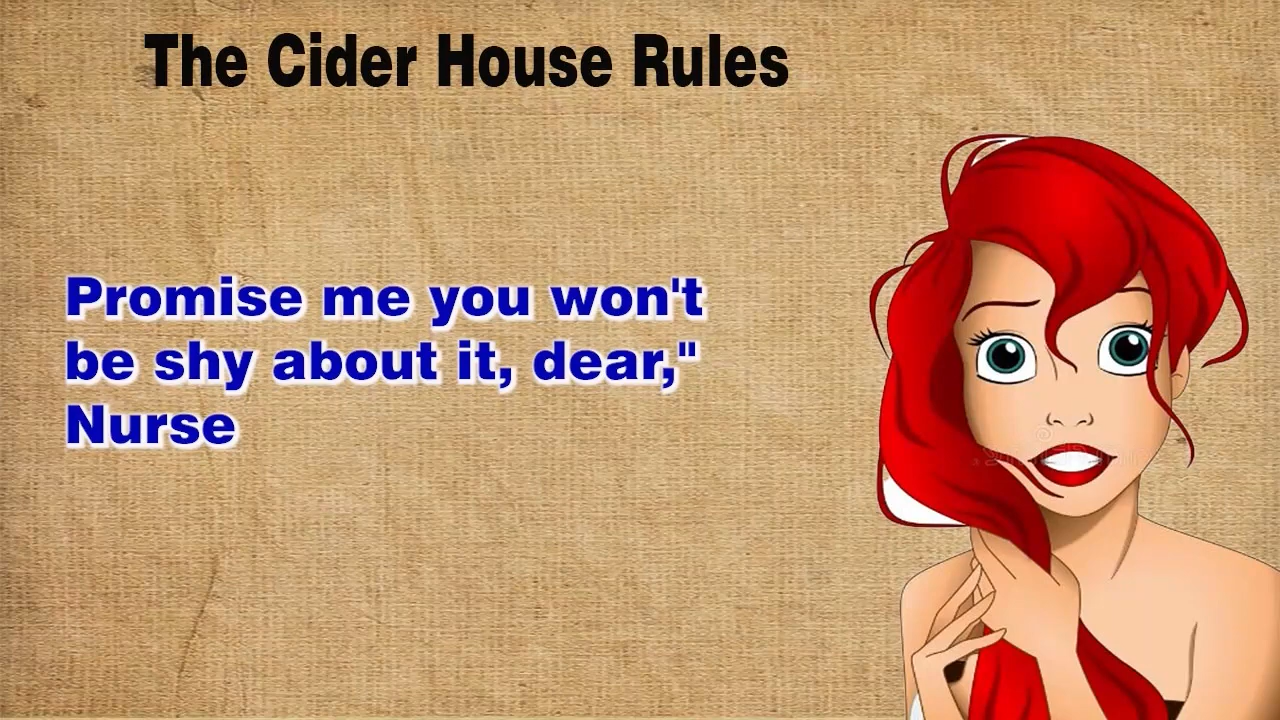 The Cider House Rules
Promise me you won't
be shy about it, dear,"
Nurse